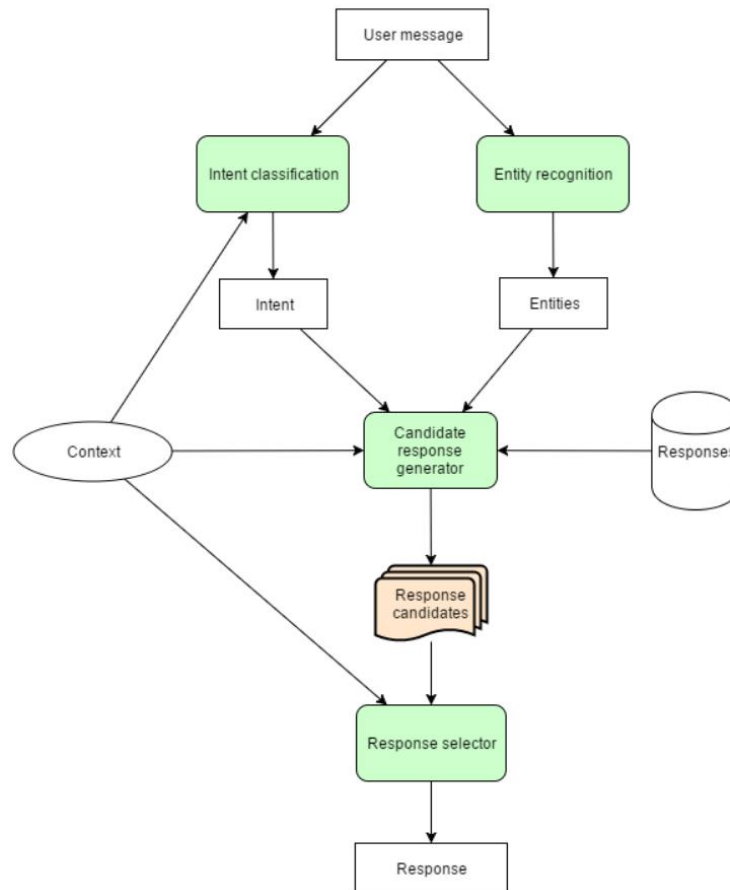 User message
Intent classification
Entity recognition
Intent
Entities
Context
Candidate
response
generator
Responses
Response
candidates
Response selector
Response